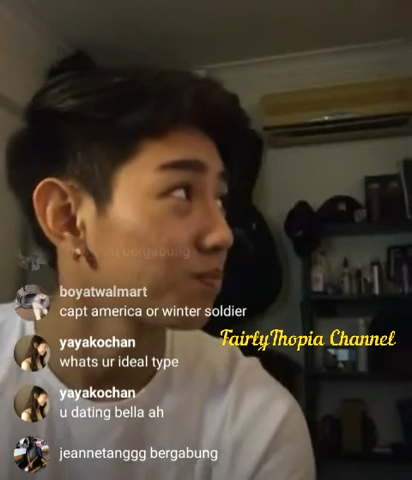 boyatwalmart
capt america or winter soldier
FairlyThopia Channel
yayakochan
whats ur ideal type
yayakochan
u dating bella ah
jeannetanggg bergabung